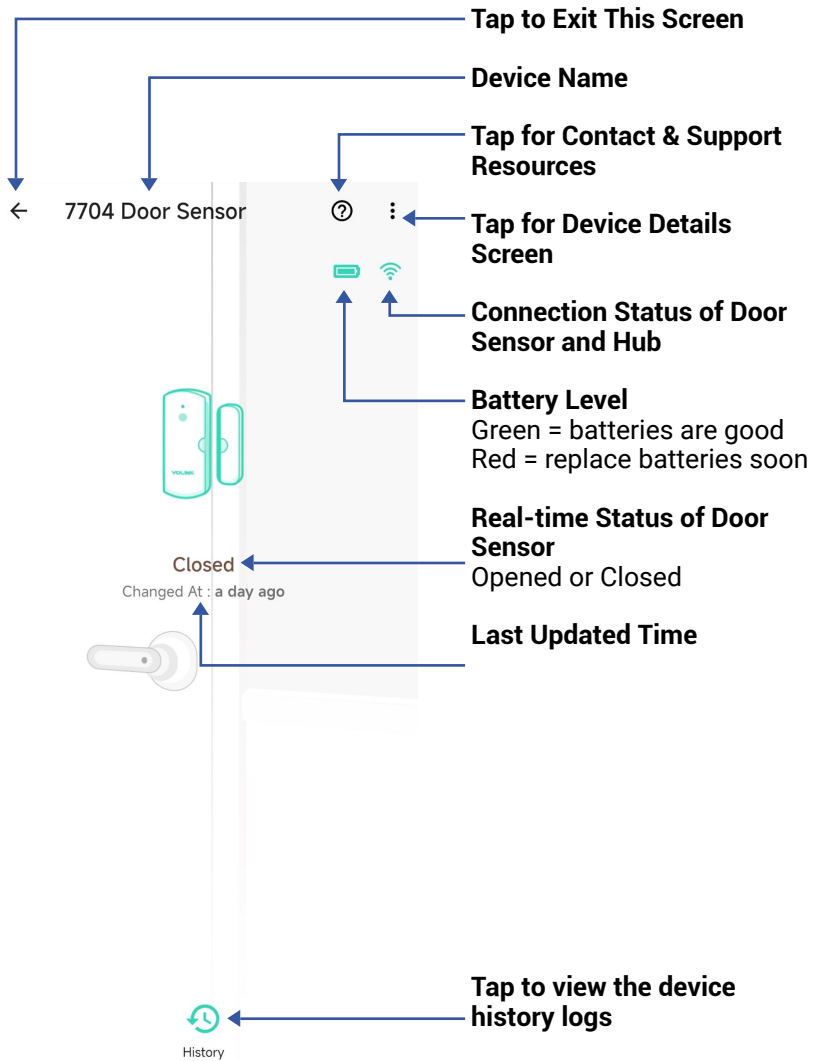 Tap to Exit This Screen
Device Name
Tap for Contact & Support
Resources
7704 Door Sensor
Tap for Device Details
Screen
Connection Status of Door
Sensor and Hub
Battery Level
Green = batteries are good
Red = replace batteries soon
YOLINK
Real-time Status of Door
Sensor
Opened or Closed
Closed
Changed At : a day ago
Last Updated Time
Tap to view the device
history logs
History